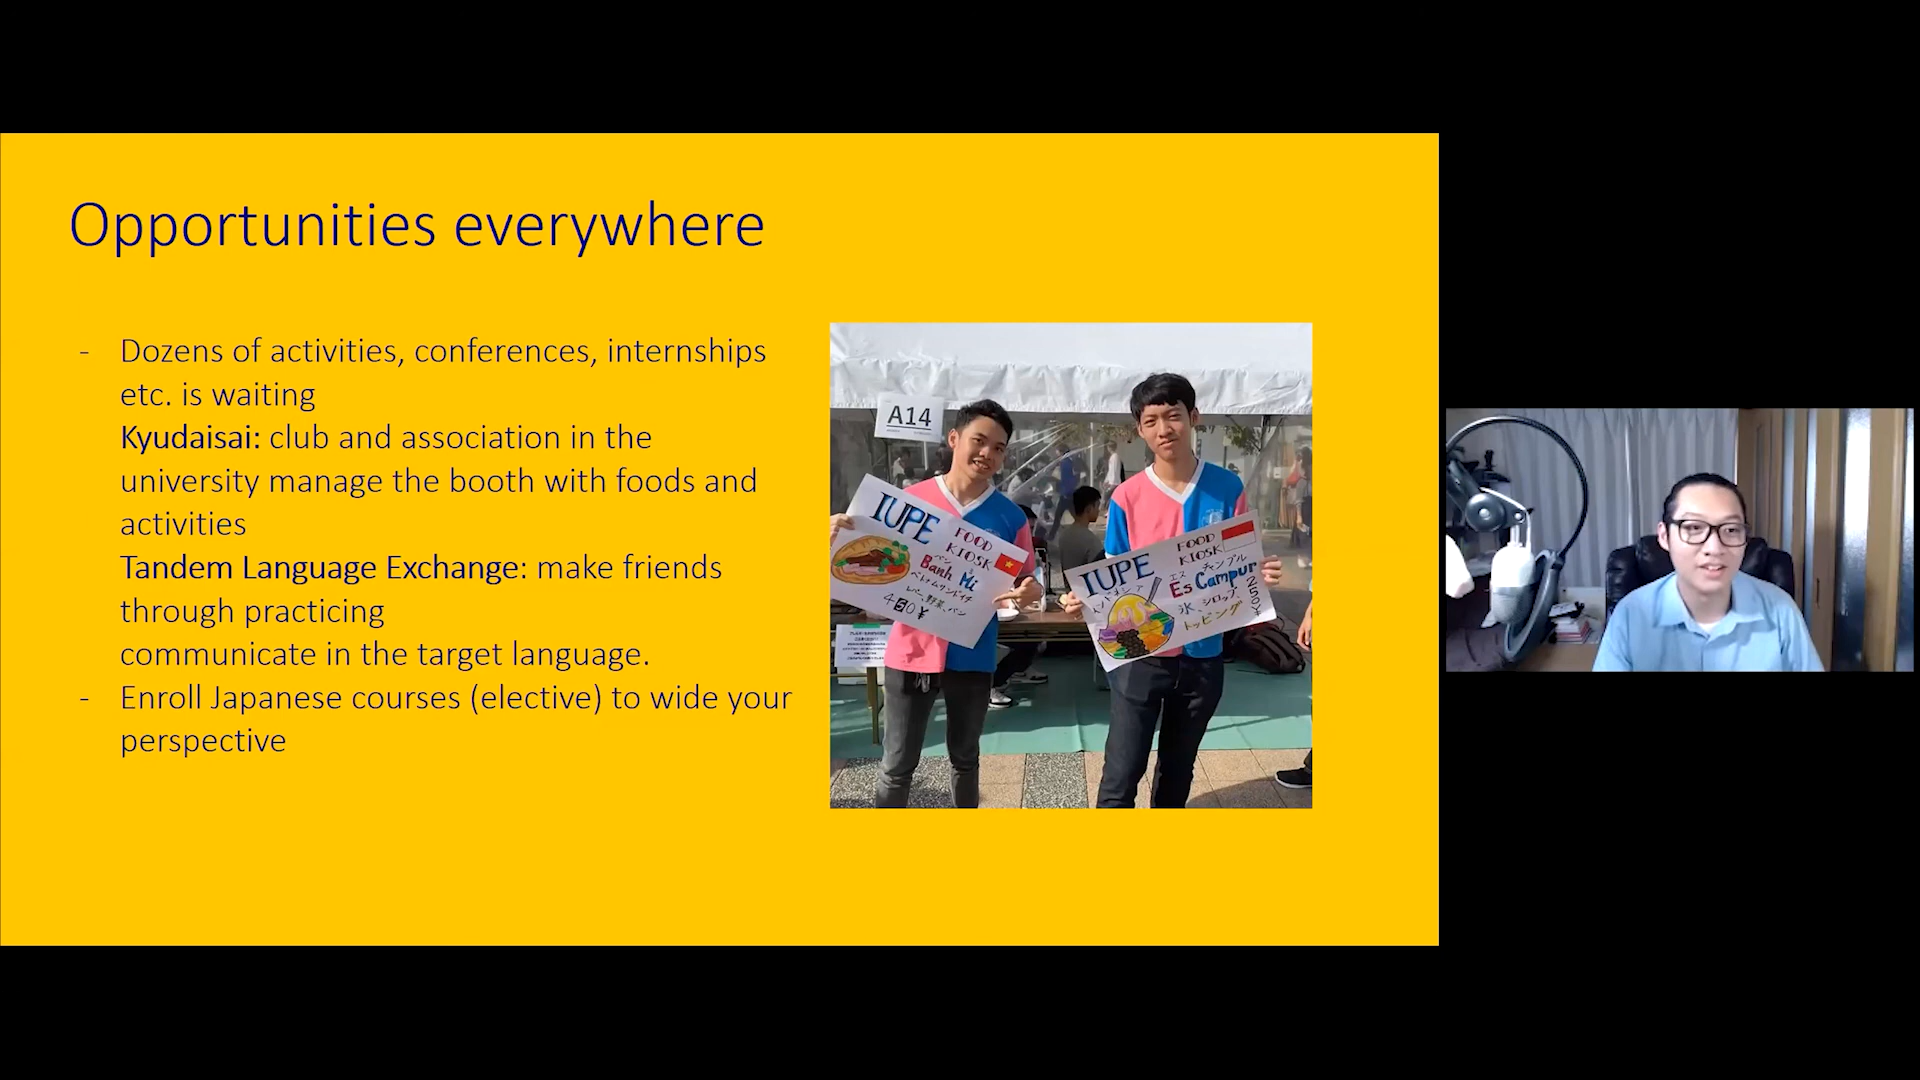 Opportunities everywhere
- Dozens of activities, conferences, internships
etc. is waiting
Kyudaisai: club and association in the
university manage the booth with foods and
activities
Tandem Language Exchange: make friends
through practicing
communicate in the target language.
- Enroll Japanese courses (elective) to wide your
perspective
A14
IUPE
FOOD
KIOSK
Banh Mi
ベトナムサンドイチ
レバー、野菜、パン
450¥
IUPE
FOOD
KIOSK
インドネシア
エス チャンプル
Es Campur
氷、シロップ
トッピング
250¥